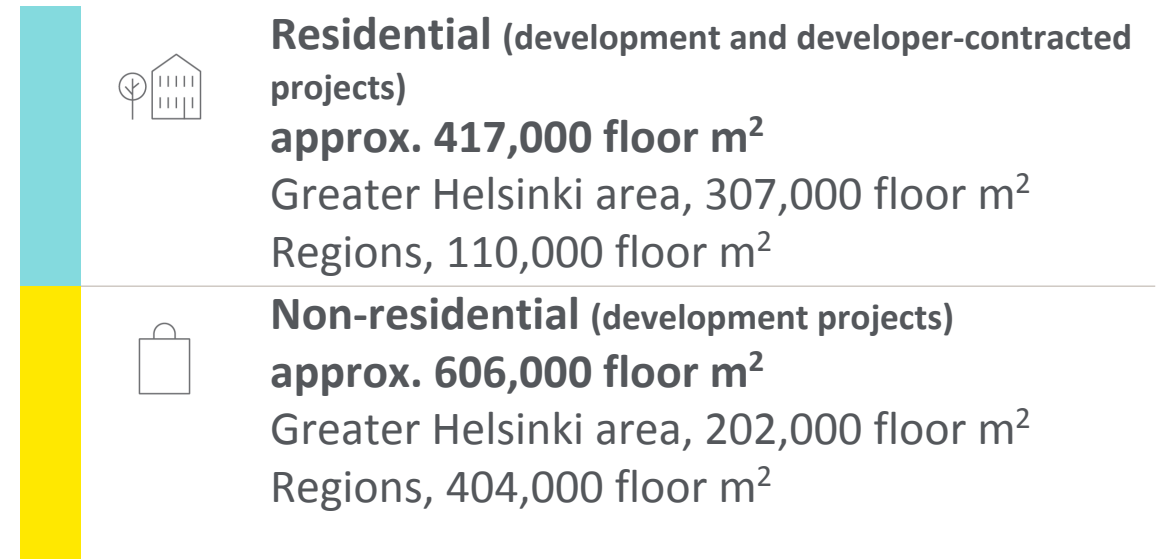 Residential (development and developer-contracted
projects)
approx. 417,000 floor m²
Greater Helsinki area, 307,000 floor m²
Regions, 110,000 floor m²
Non-residential (development projects)
approx. 606,000 floor m²
Greater Helsinki area, 202,000 floor m²
Regions, 404,000 floor m²